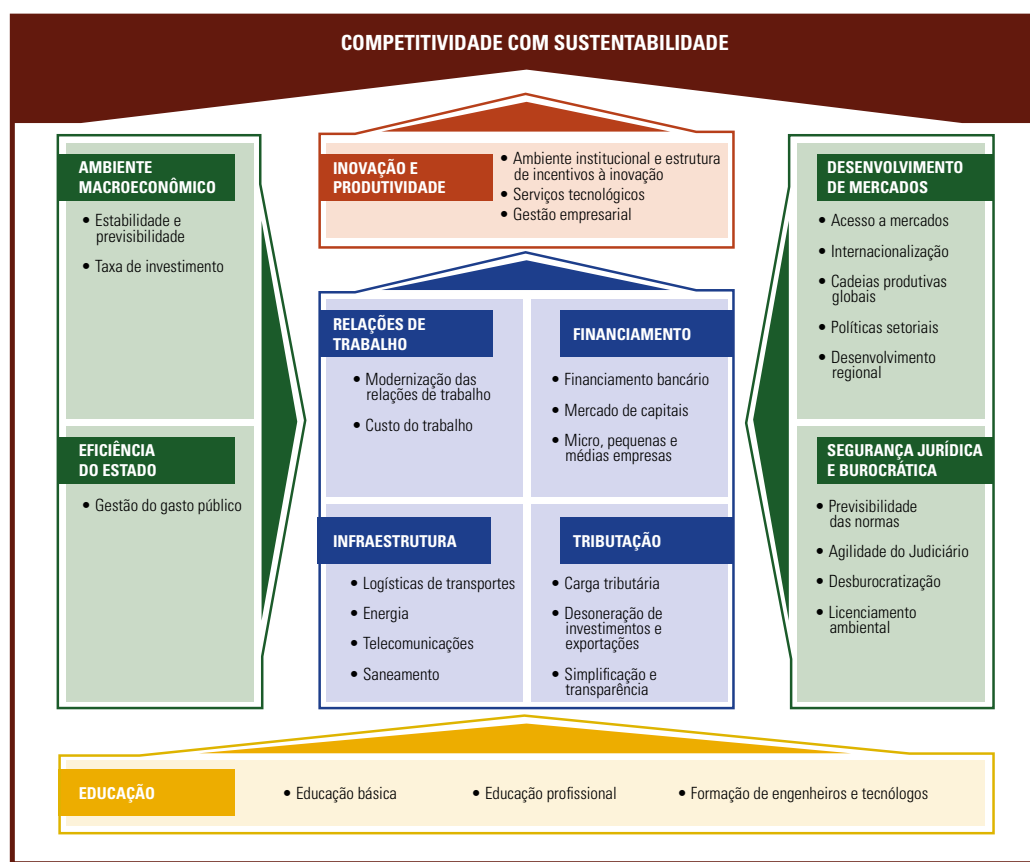 COMPETITIVIDADE COM SUSTENTABILIDADE
AMBIENTE
MACROECONÔMICO
• Estabilidade e
previsibilidade
• Taxa de investimento
EFICIÊNCIA
DO ESTADO
• Gestão do gasto público
INOVAÇÃO E
PRODUTIVIDADE
• Ambiente institucional e estrutura
de incentivos à inovação
• Serviços tecnológicos
• Gestão empresarial
RELAÇÕES DE
TRABALHO
• Modernização das
relações de trabalho
• Custo do trabalho
FINANCIAMENTO
• Financiamento bancário
• Mercado de capitais
• Micro, pequenas e
médias empresas
INFRAESTRUTURA
• Logísticas de transportes
• Energia
• Telecomunicações
• Saneamento
TRIBUTAÇÃO
• Carga tributária
• Desoneração de
investimentos e
exportações
• Simplificação e
transparência
DESENVOLVIMENTO
DE MERCADOS
• Acesso a mercados
• Internacionalização
• Cadeias produtivas
globais
• Políticas setoriais
• Desenvolvimento
regional
SEGURANÇA JURÍDICA
E BUROCRÁTICA
• Previsibilidade
das normas
• Agilidade do Judiciário
• Desburocratização
• Licenciamento
ambiental
EDUCAÇÃO
• Educação básica
• Educação profissional
• Formação de engenheiros e tecnólogos